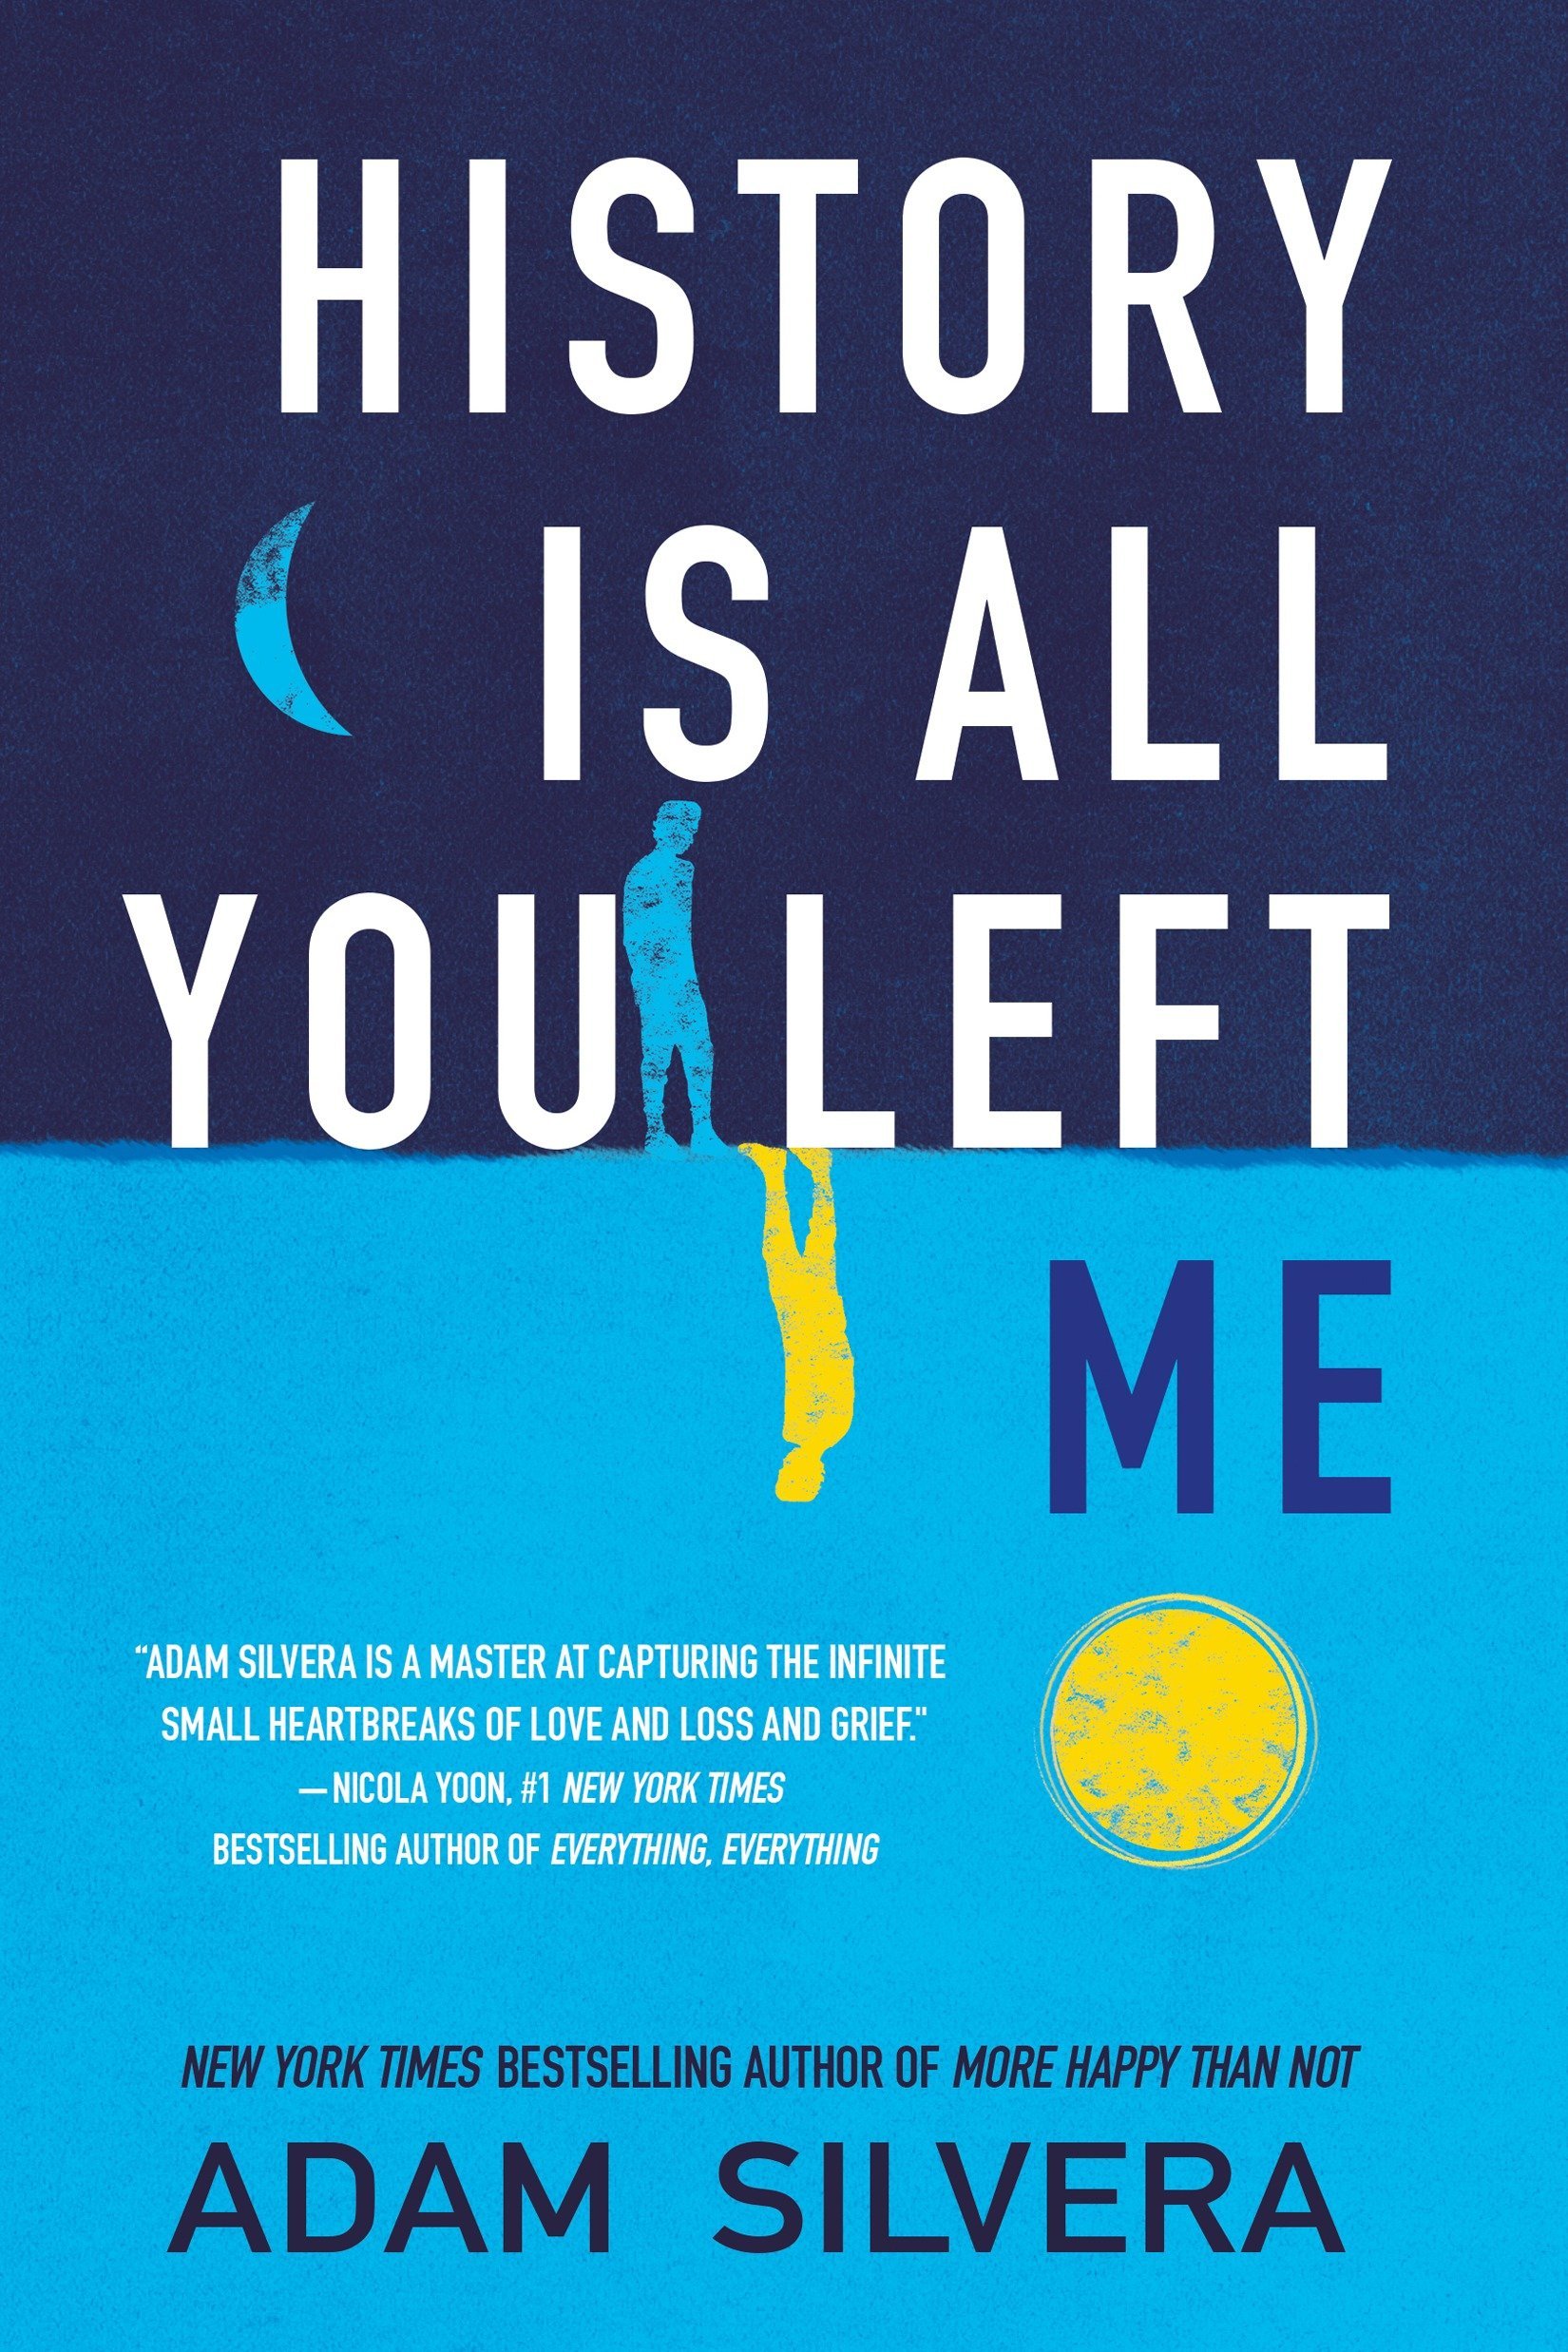 HISTORY
IS ALL
YOU LEFT
ME
“ADAM SILVERA IS A MASTER AT CAPTURING THE INFINITE
SMALL HEARTBREAKS OF LOVE AND LOSS AND GRIEF."
—NICOLA YOON, #1 NEW YORK TIMES
BESTSELLING AUTHOR OF EVERYTHING, EVERYTHING
NEW YORK TIMES BESTSELLING AUTHOR OF MORE HAPPY THAN NOT
ADAM SILVERA